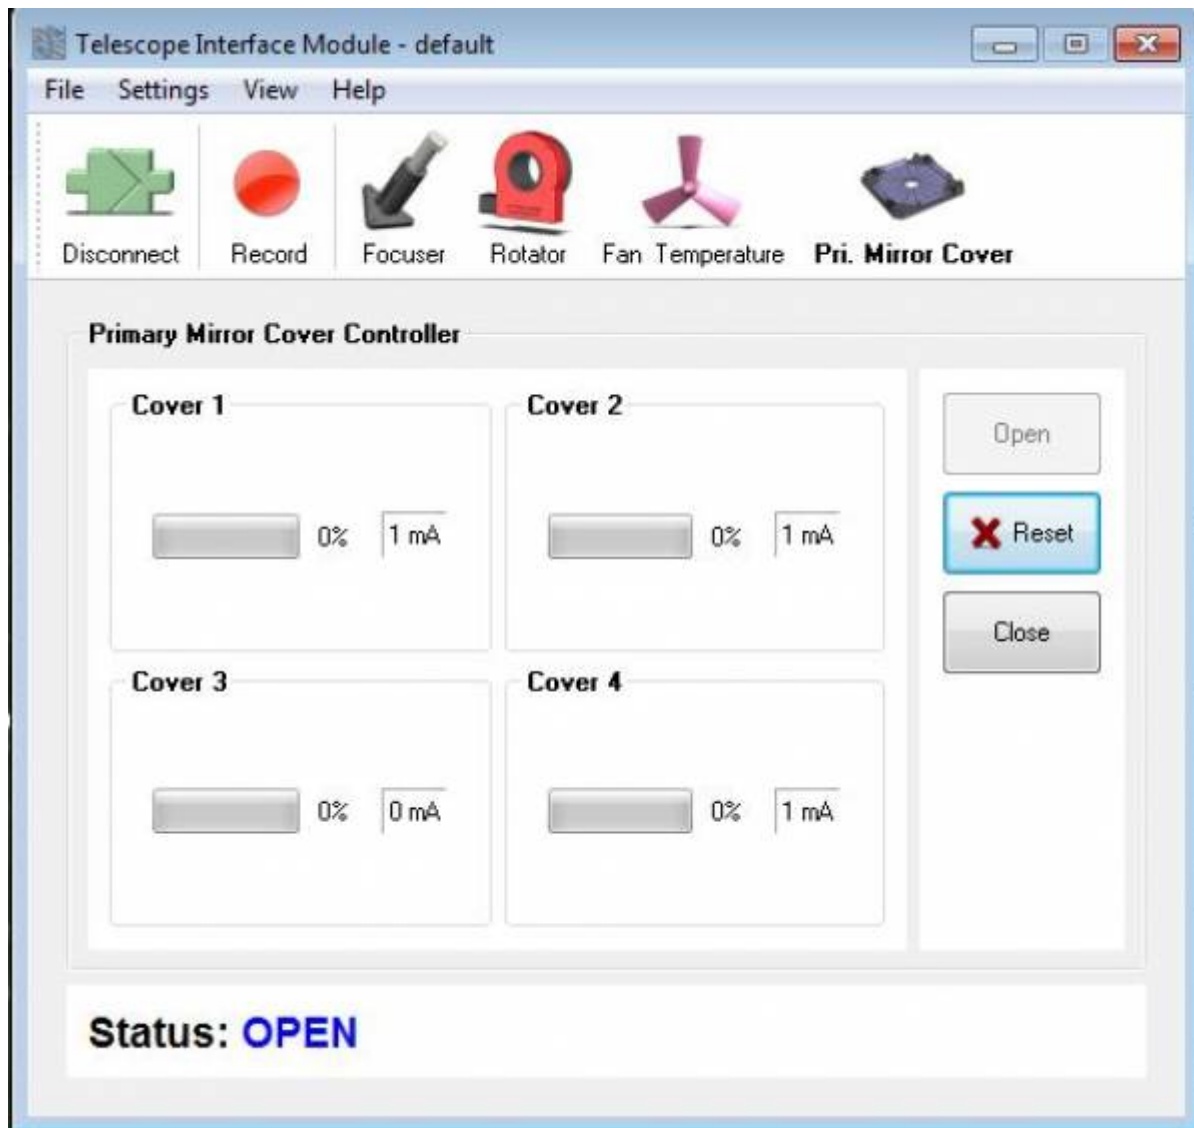 Telescope Interface Module - default
File Settings View Help
Disconnect Record Focuser Rotator Fan Temperature Pri. Mirror Cover
Primary Mirror Cover Controller
Cover 1
0% 1 mA
Cover 2
0% 1 mA
Cover 3
0% 0 mA
Cover 4
0% 1 mA
Open
Reset
Close
Status: OPEN